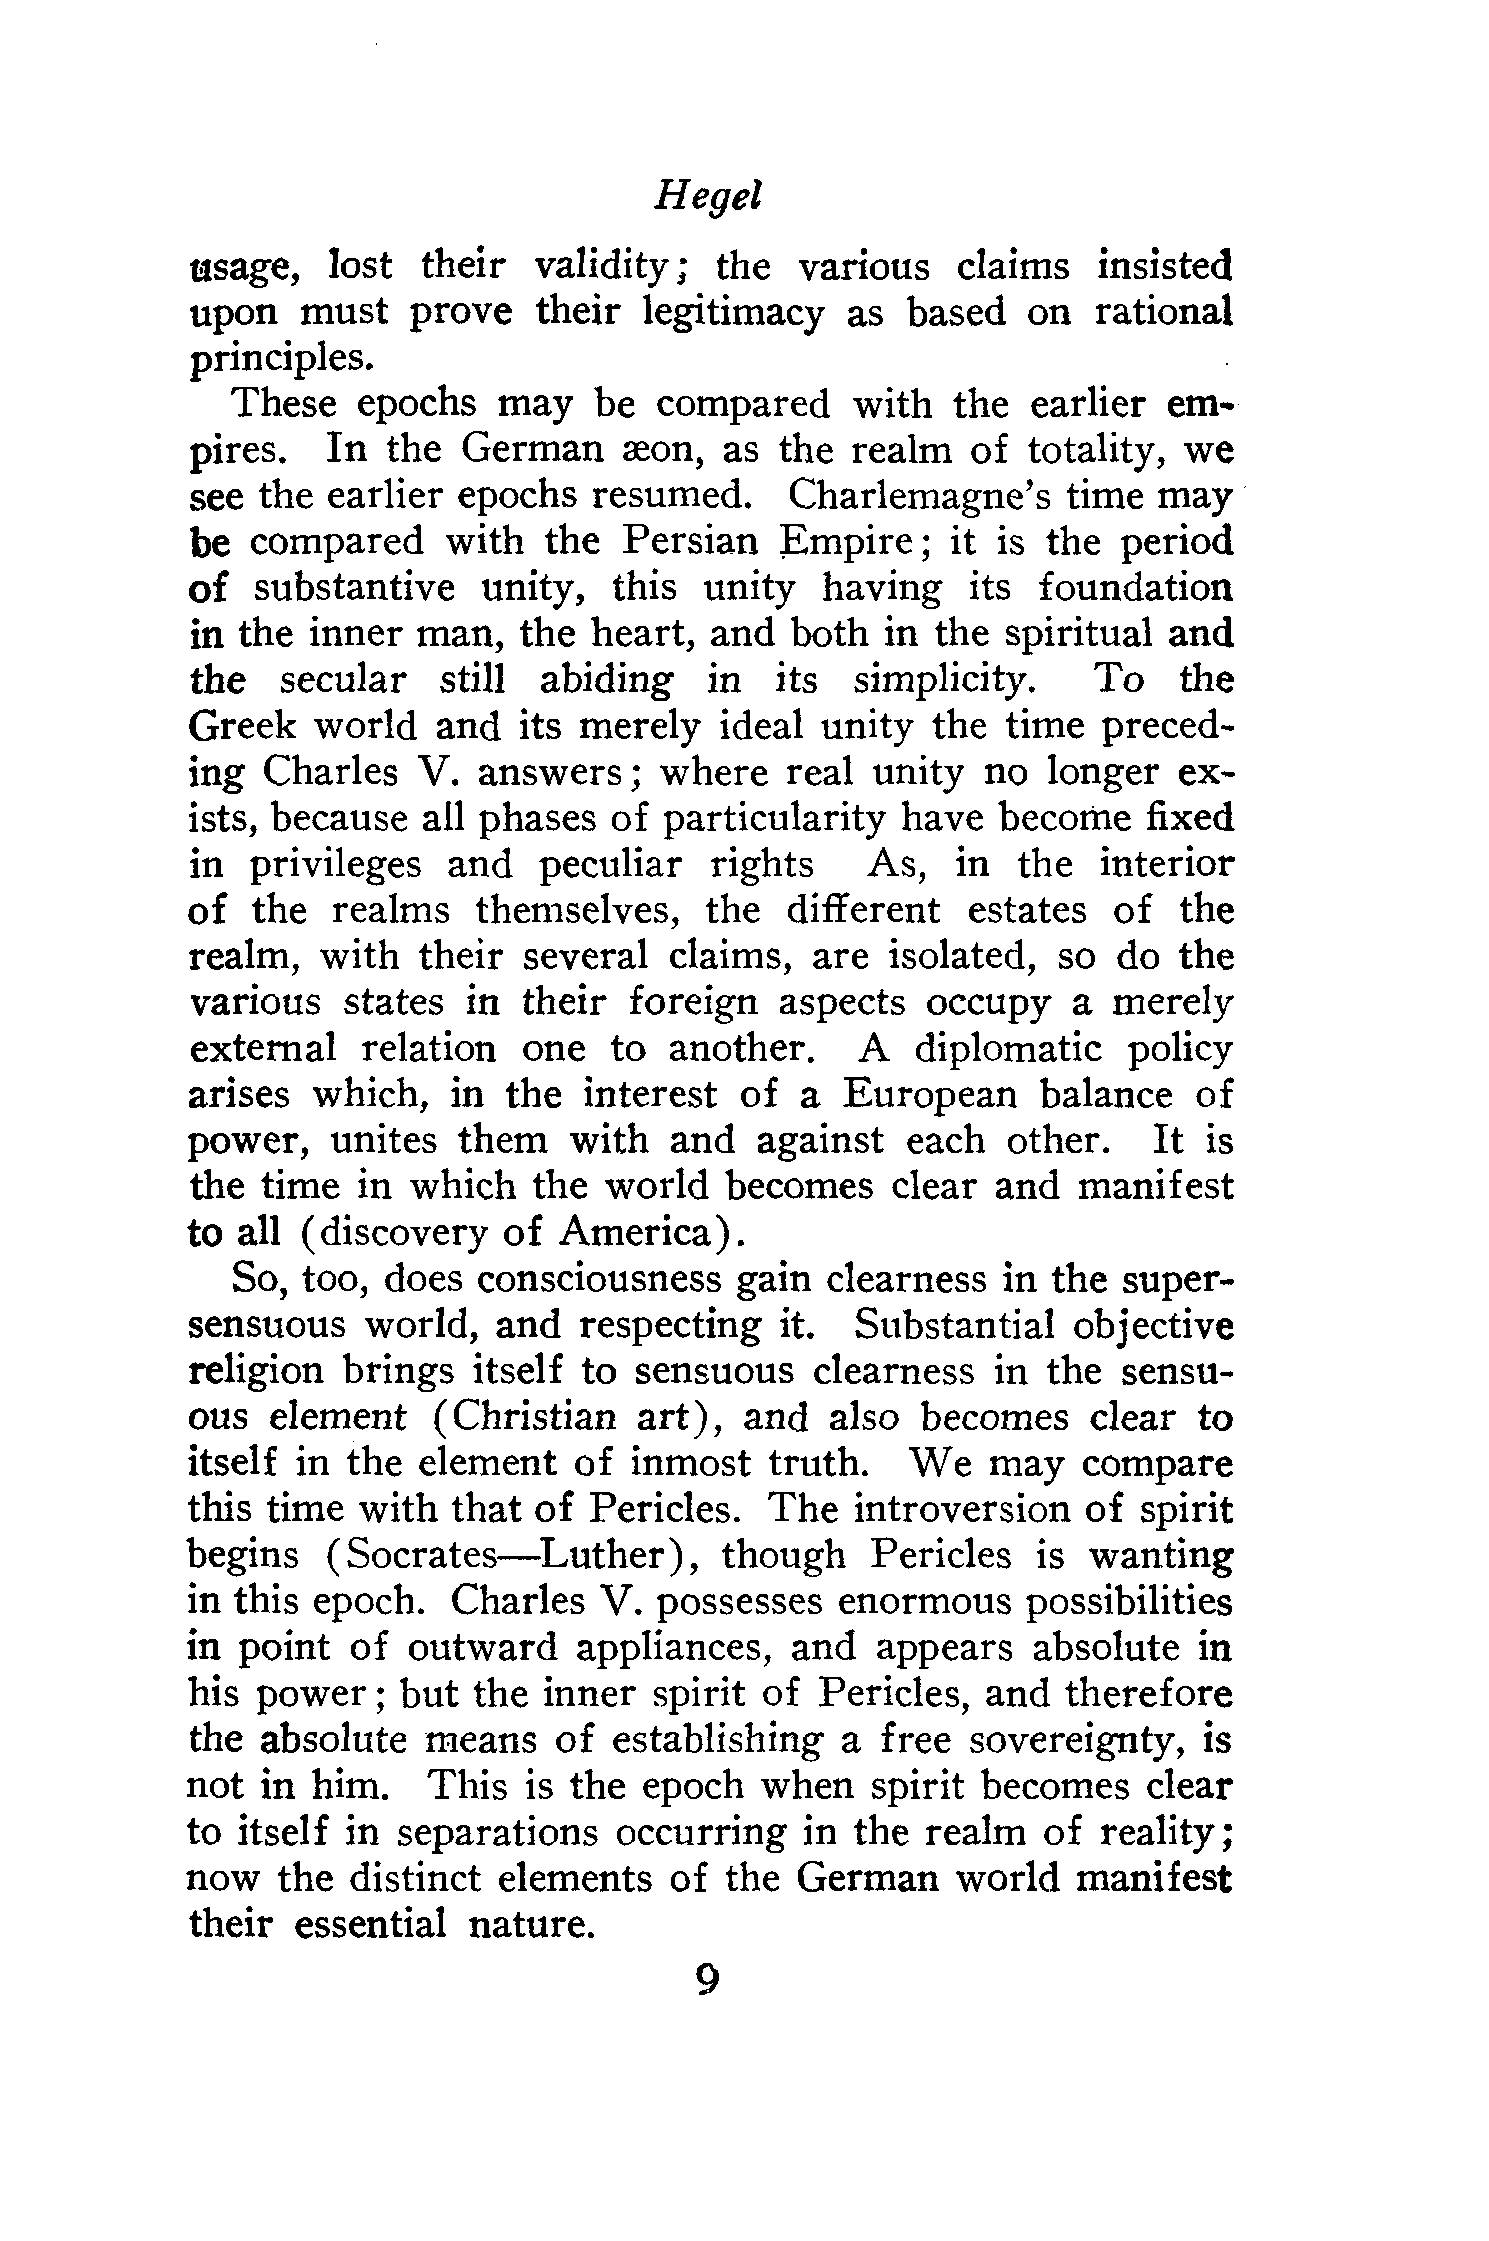 Hegel
usage, lost their validity; the various claims insisted
upon must prove their legitimacy as based on rational
principles.
These epochs may be compared with the earlier em-
pires. In the German æon, as the realm of totality, we
see the earlier epochs resumed. Charlemagne's time may
be compared with the Persian Empire; it is the period
of substantive unity, this unity having its foundation
in the inner man, the heart, and both in the spiritual and
the secular still abiding in its simplicity. To the
Greek world and its merely ideal unity the time preced-
ing Charles V. answers; where real unity no longer ex-
ists, because all phases of particularity have become fixed
in privileges and peculiar rights As, in the interior
of the realms themselves, the different estates of the
realm, with their several claims, are isolated, so do the
various states in their foreign aspects occupy a merely
external relation one to another. A diplomatic policy
arises which, in the interest of a European balance of
power, unites them with and against each other. It is
the time in which the world becomes clear and manifest
to all (discovery of America).
So, too, does consciousness gain clearness in the super-
sensuous world, and respecting it. Substantial objective
religion brings itself to sensuous clearness in the sensu-
ous element (Christian art), and also becomes clear to
itself in the element of inmost truth. We may compare
this time with that of Pericles. The introversion of spirit
begins (Socrates—Luther), though Pericles is wanting
in this epoch. Charles V. possesses enormous possibilities
in point of outward appliances, and appears absolute in
his power; but the inner spirit of Pericles, and therefore
the absolute means of establishing a free sovereignty, is
not in him. This is the epoch when spirit becomes clear
to itself in separations occurring in the realm of reality;
now the distinct elements of the German world manifest
their essential nature.
9